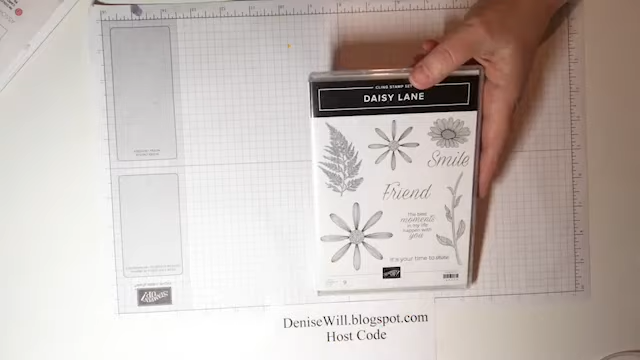 CLING STAMP SET
DAISY LANE
Smile
Friend
The best
moments
in my life
happen with
you
It's your time to shine
DeniseWill.blogspot.com
Host Code